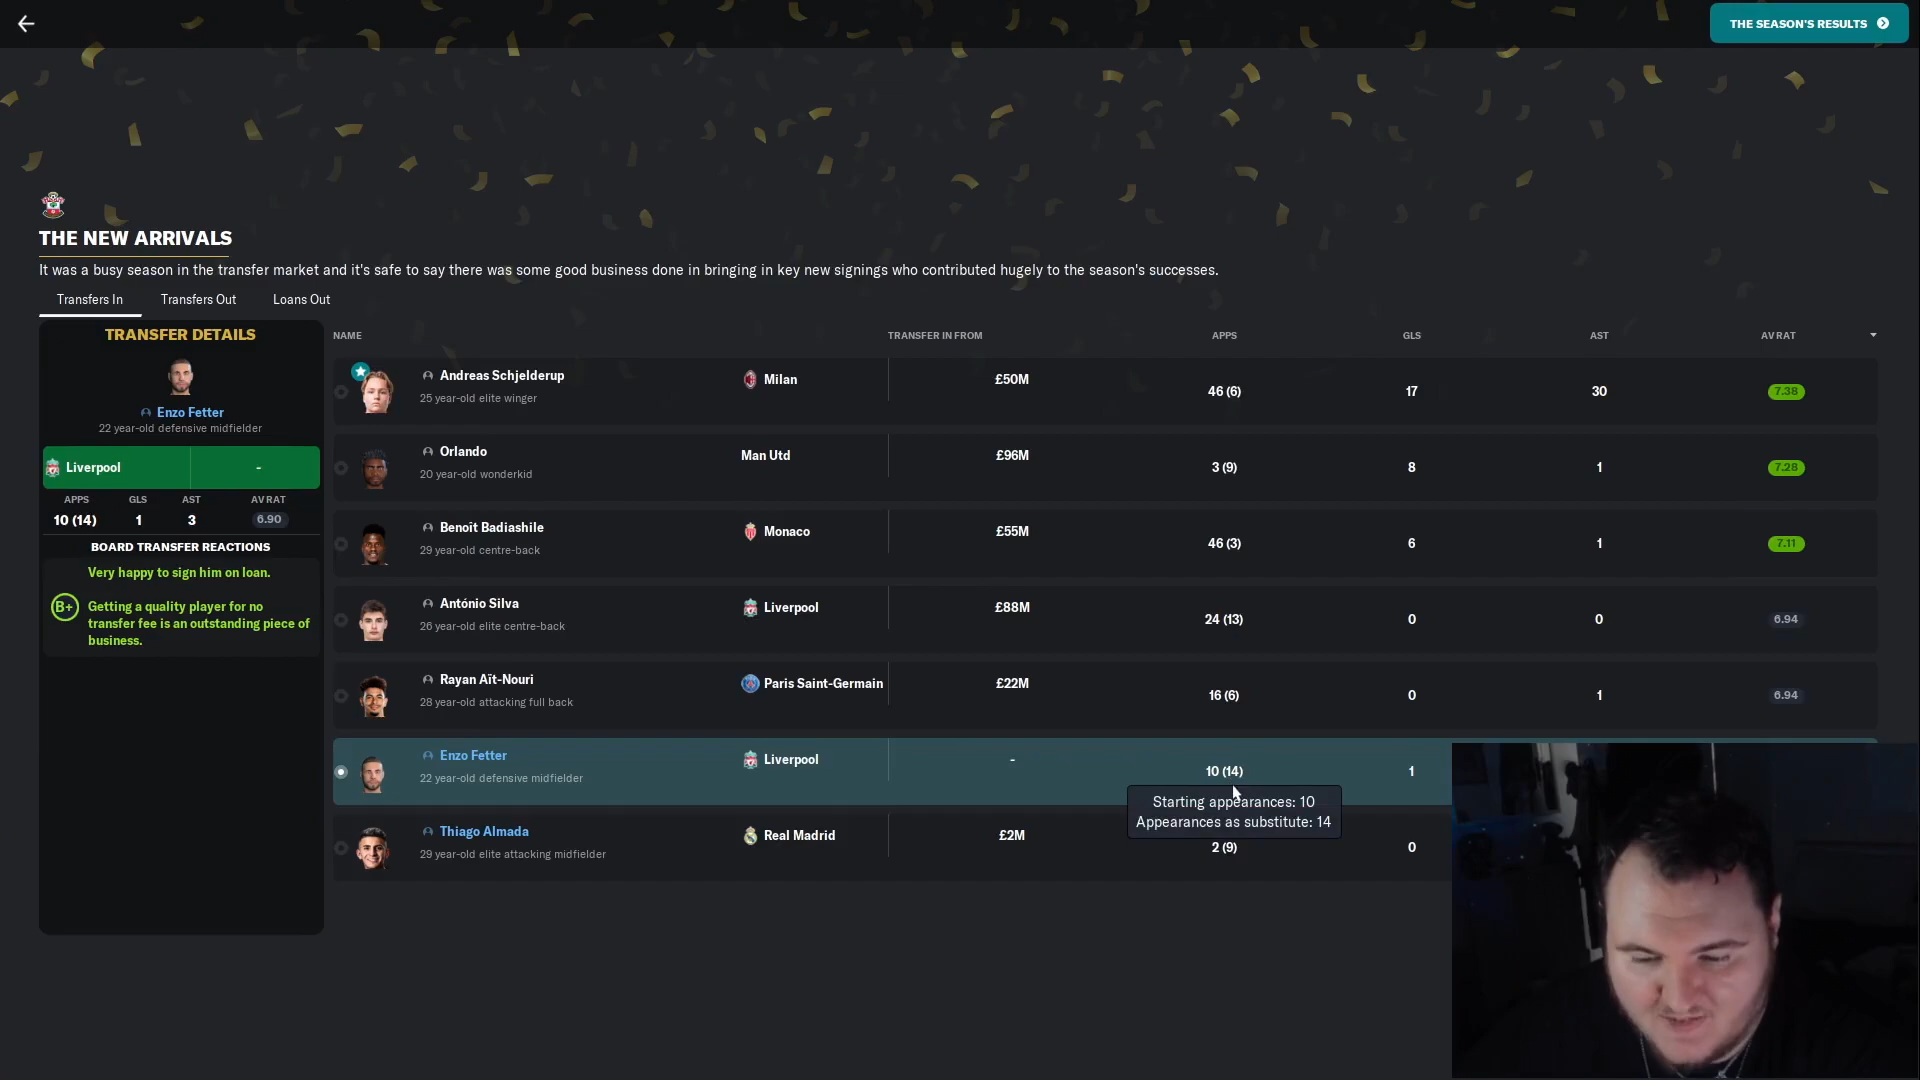 THE SEASON'S RESULTS
THE NEW ARRIVALS
It was a busy season in the transfer market and it's safe to say there was some good business done in bringing in key new signings who contributed hugely to the season's successes.
Transfers In Transfers Out Loans Out
TRANSFER DETAILS
Enzo Fetter
22 year-old defensive midfielder
Liverpool -
APPS GLS AST AV RAT
10 (14) 1 3 6.90
BOARD TRANSFER REACTIONS
Very happy to sign him on loan.
B+
Getting a quality player for no
transfer fee is an outstanding piece of
business.
NAME TRANSFER IN FROM APPS GLS AST AV RAT
Andreas Schjelderup
25 year-old elite winger
Milan £50M 46 (6) 17 30 7.38
Orlando
20 year-old wonderkid
Man Utd £96M 3 (9) 8 1 7.28
Benoît Badiashile
29 year-old centre-back
Monaco £55M 46 (3) 6 1 7.11
António Silva
26 year-old elite centre-back
Liverpool £88M 24 (13) 0 0 6.94
Rayan Aït-Nouri
28 year-old attacking full back
Paris Saint-Germain £22M 16 (6) 0 1 6.94
Enzo Fetter
22 year-old defensive midfielder
Liverpool - 10 (14) 1
Starting appearances: 10
Appearances as substitute: 14
Thiago Almada
29 year-old elite attacking midfielder
Real Madrid £2M 2 (9) 0